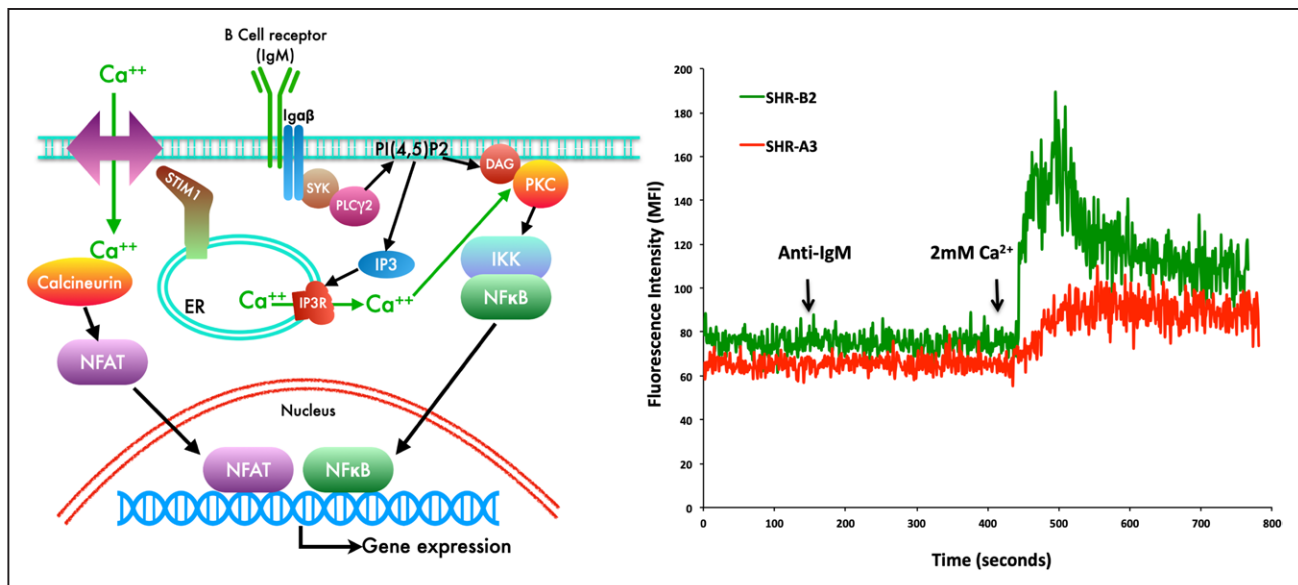 B Cell receptor
(IgM)
Ca⁺⁺
Igaβ
PI(4,5)P2
DAG
PKC
SYK
PLCγ2
STIM1
Ca⁺⁺
Calcineurin
IP3
IKK
NFκB
ER
Ca⁺⁺
IP3R
Ca⁺⁺
NFAT
Nucleus
NFAT
NFκB
Gene expression
Fluorescence Intensity (MFI)
200
180
160
140
120
100
80
60
40
20
0
SHR-B2
SHR-A3
Anti-IgM
2mM Ca²⁺
0 100 200 300 400 500 600 700 800
Time (seconds)